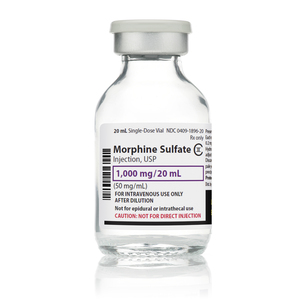 20 mL Single-Dose Vial NDC 0409-1896-20
Rx only
Morphine Sulfate CII
Injection, USP
1,000 mg/20 mL
(50 mg/mL)
FOR INTRAVENOUS USE ONLY
AFTER DILUTION
Not for epidural or intrathecal use
CAUTION: NOT FOR DIRECT INJECTION